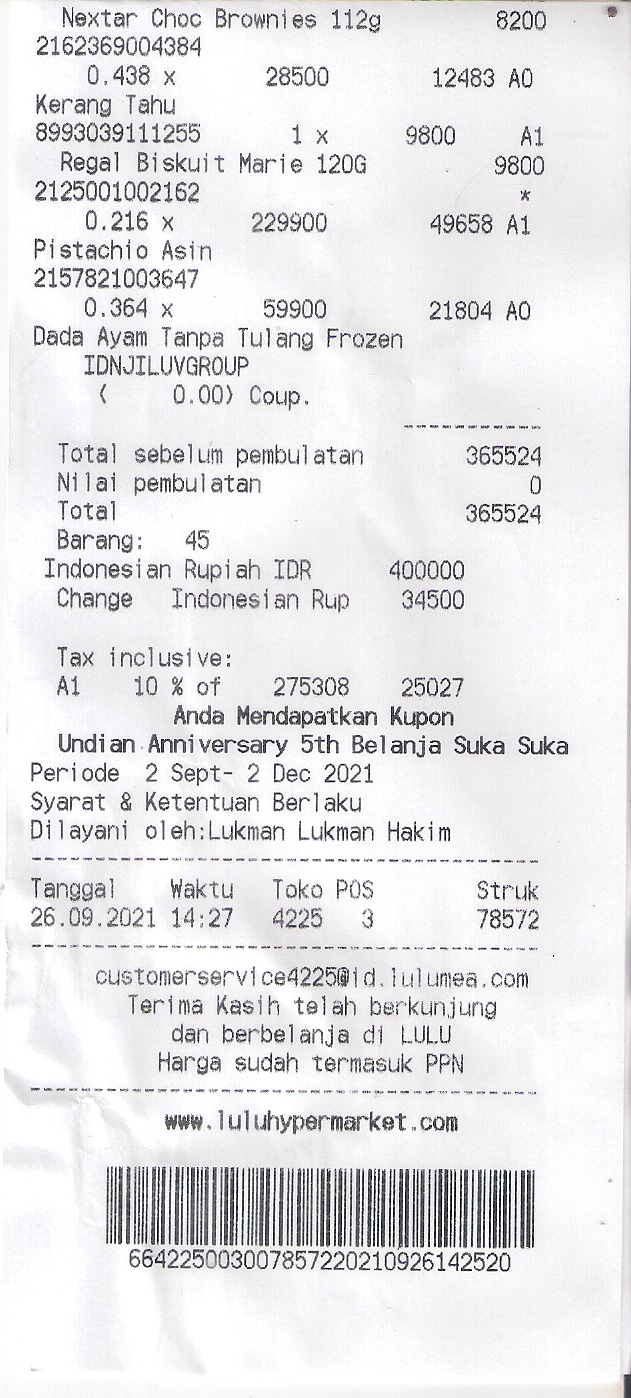 Nextar Choc Brownies 112g 8200
2162369004384
0.438 x 28500 12483 A0
Kerang Tahu
8993039111255 1 x 9800 A1
Regal Biskuit Marie 120G 9800
2125001002162 *
0.216 x 229900 49658 A1
Pistachio Asin
2157821003647
0.364 x 59900 21804 A0
Dada Ayam Tanpa Tulang Frozen
IDNJILUVGROUP
( 0.00) Coup.
Total sebelum pembulatan 365524
Nilai pembulatan 0
Total 365524
Barang: 45
Indonesian Rupiah IDR 400000
Change Indonesian Rup 34500
Tax inclusive:
A1 10 % of 275308 25027
Anda Mendapatkan Kupon
Undian Anniversary 5th Belanja Suka Suka
Periode 2 Sept- 2 Dec 2021
Syarat & Ketentuan Berlaku
Dilayani oleh:Lukman Lukman Hakim
Tanggal Waktu Toko POS Struk
26.09.2021 14:27 4225 3 78572
customerservice4225@id.lulumea.com
Terima Kasih telah berkunjung
dan berbelanja di LULU
Harga sudah termasuk PPN
www.luluhypermarket.com
664225003007857220210926142520